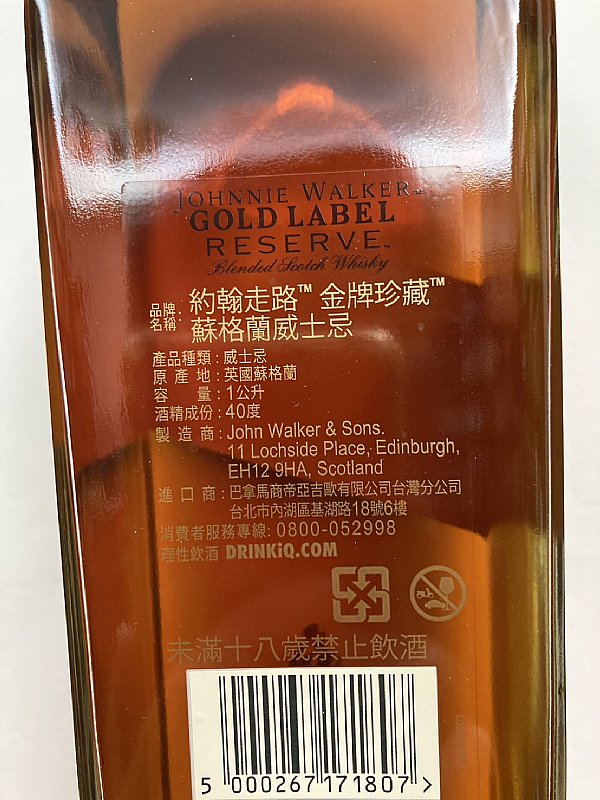 JOHNNIE WALKER™
GOLD LABEL
RESERVE™
Blended Scotch Whisky
品牌名稱: 約翰走路™ 金牌珍藏™
蘇格蘭威士忌
產品種類:威士忌
原產地:英國蘇格蘭
容量:1公升
酒精成份:40度
製造商:John Walker & Sons.
11 Lochside Place, Edinburgh,
EH12 9HA, Scotland
進口商:巴拿馬商帝亞吉歐有限公司台灣分公司
台北市內湖區基湖路18號6樓
消費者服務專線: 0800-052998
理性飲酒 DRINKiQ.COM
未滿十八歲禁止飲酒
5 000267 171807 >